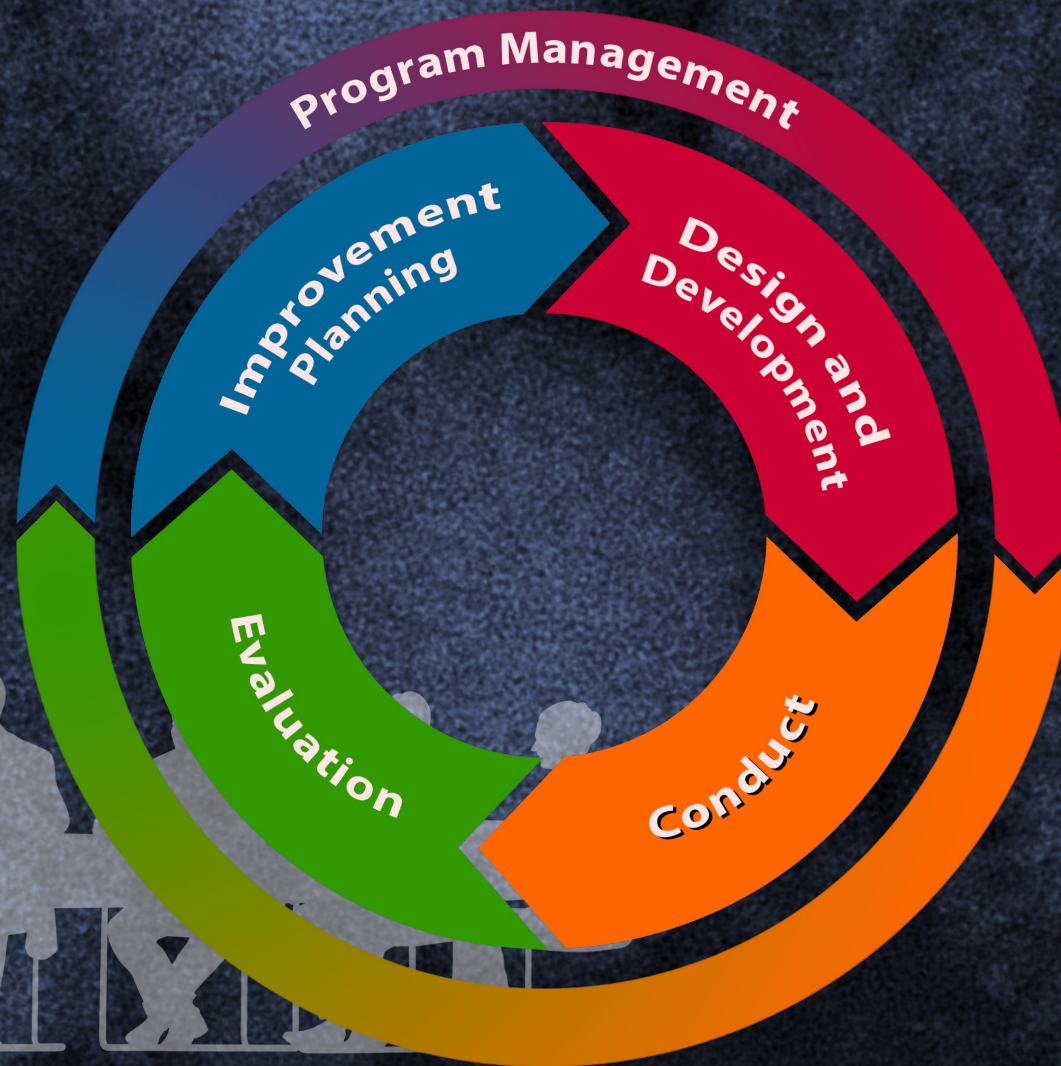 Program Management
Improvement
Planning
Design and
Development
Evaluation
Conduct